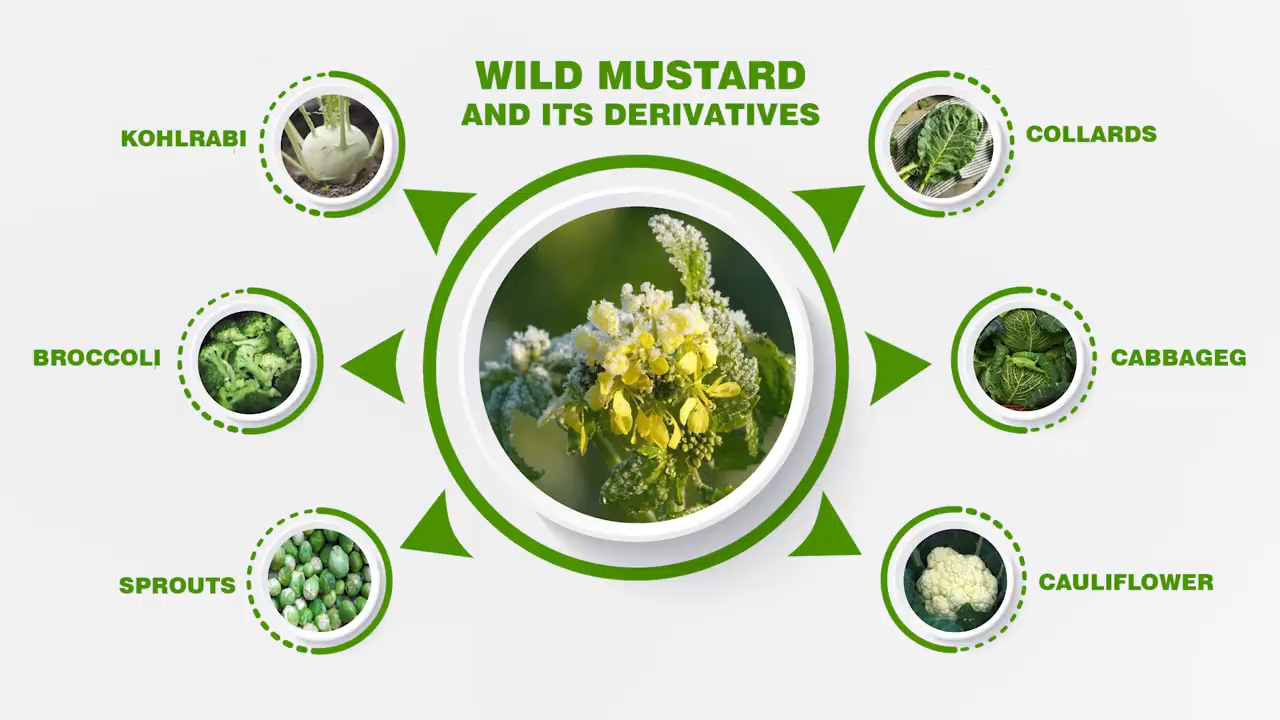 WILD MUSTARD
AND ITS DERIVATIVES
KOHLRABI
COLLARDS
BROCCOLI
CABBAGEG
SPROUTS
CAULIFLOWER